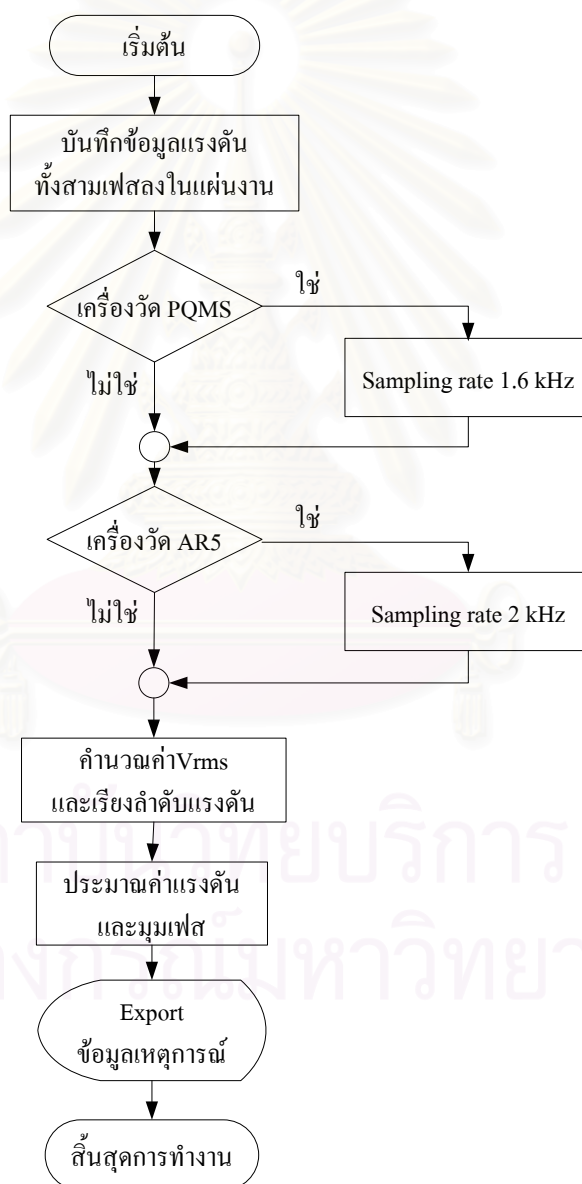 เริ่มต้น
บันทึกข้อมูลแรงดัน
ทั้งสามเฟสลงในแผ่นงาน
เครื่องวัด PQMS
ใช่
Sampling rate 1.6 kHz
ไม่ใช่
เครื่องวัด AR5
ใช่
Sampling rate 2 kHz
ไม่ใช่
คำนวณค่าVrms
และเรียงลำดับแรงดัน
ประมาณค่าแรงดัน
และมุมเฟส
Export
ข้อมูลเหตุการณ์
สิ้นสุดการทำงาน